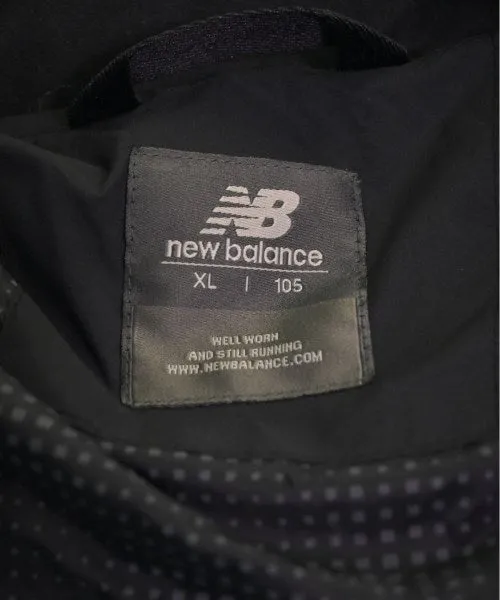 NB
new balance
XL | 105
WELL WORN
AND STILL RUNNING
WWW.NEWBALANCE.COM